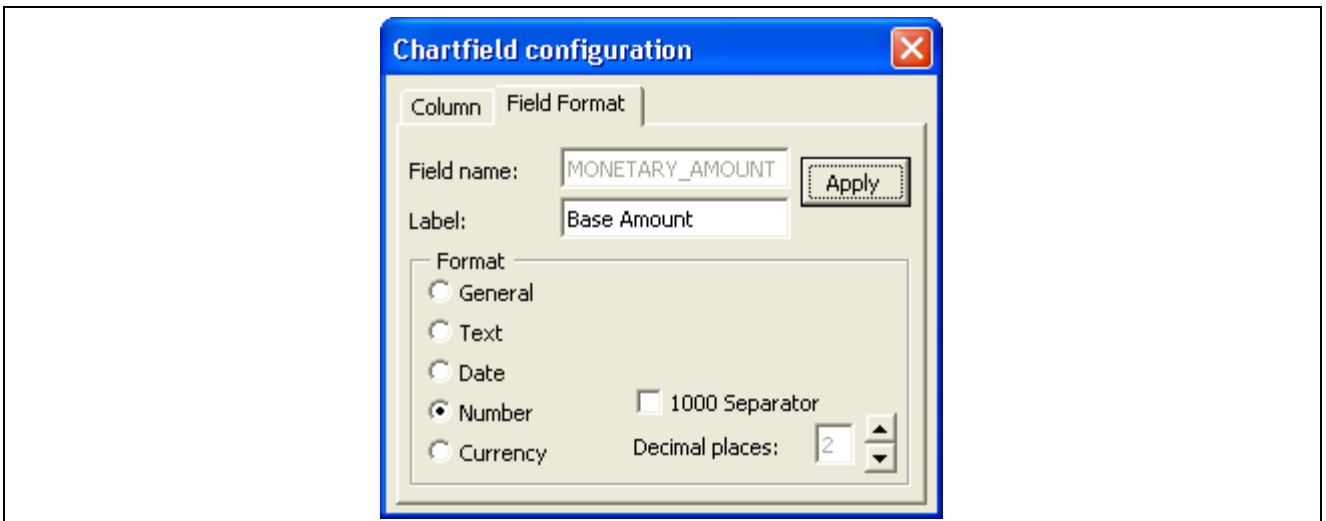 Chartfield configuration
Column Field Format
Field name: MONETARY_AMOUNT Apply
Label: Base Amount
Format
General
Text
Date
Number 1000 Separator
Currency Decimal places: 2